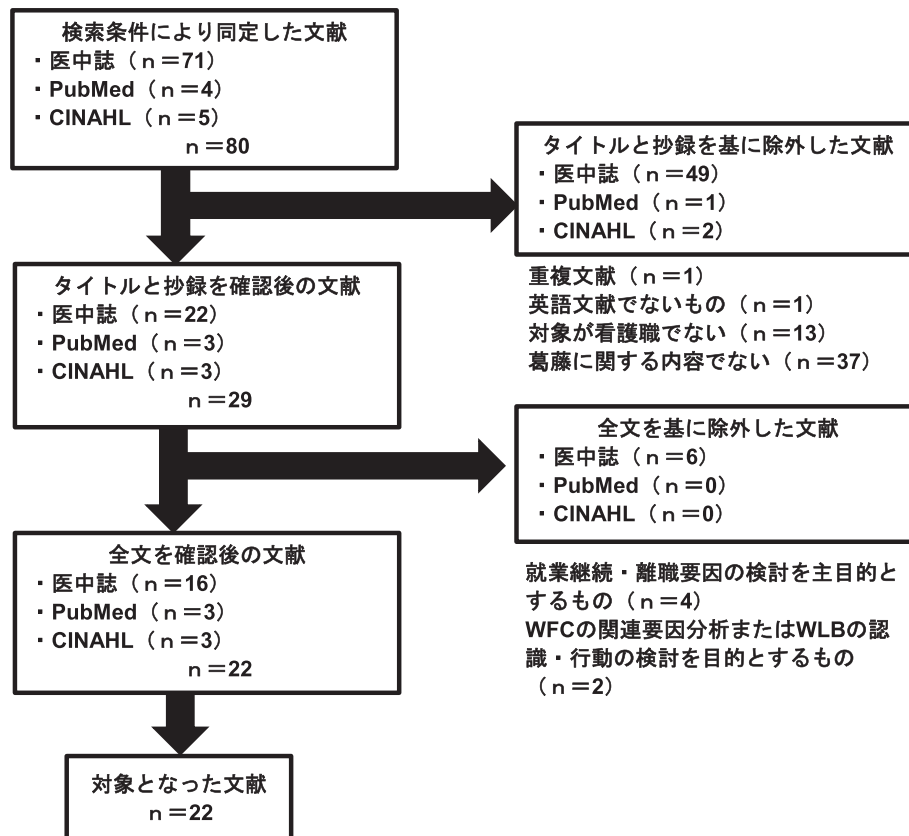 検索条件により同定した文献
・医中誌（n＝71）
・PubMed（n＝4）
・CINAHL（n＝5）
n＝80
タイトルと抄録を基に除外した文献
・医中誌（n＝49）
・PubMed（n＝1）
・CINAHL（n＝2）
重複文献（n＝1）
英語文献でないもの（n＝1）
対象が看護職でない（n＝13）
葛藤に関する内容でない（n＝37）
タイトルと抄録を確認後の文献
・医中誌（n＝22）
・PubMed（n＝3）
・CINAHL（n＝3）
n＝29
全文を基に除外した文献
・医中誌（n＝6）
・PubMed（n＝0）
・CINAHL（n＝0）
就業継続・離職要因の検討を主目的と
するもの（n＝4）
WFCの関連要因分析またはWLBの認
識・行動の検討を目的とするもの
（n＝2）
全文を確認後の文献
・医中誌（n＝16）
・PubMed（n＝3）
・CINAHL（n＝3）
n＝22
対象となった文献
n＝22